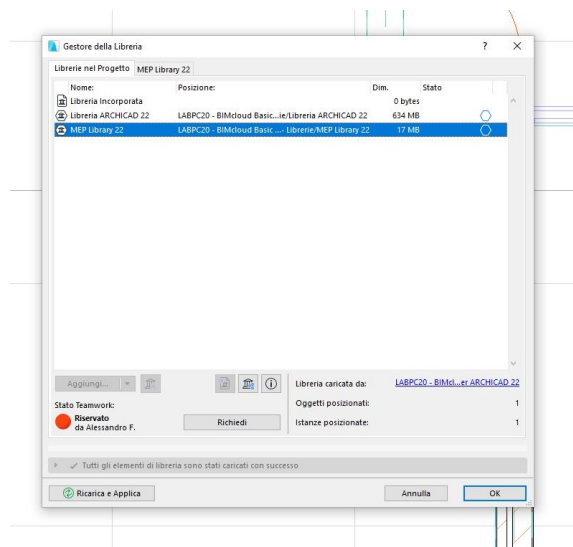 Gestore della Libreria
Librerie nel Progetto MEP Library 22
Nome: Posizione: Dim. Stato
Libreria Incorporata 0 bytes
Libreria ARCHICAD 22 LABPC20 - BIMcloud Basic...ie/Libreria ARCHICAD 22 634 MB
MEP Library 22 LABPC20 - BIMcloud Basic ...- Librerie/MEP Library 22 17 MB
Aggiungi... Libreria caricata da: LABPC20 - BIMcl...er ARCHICAD 22
Stato Teamwork: Oggetti posizionati: 1
Riservato
da Alessandro F. Richiedi Istanze posizionate: 1
Tutti gli elementi di libreria sono stati caricati con successo
Ricarica e Applica Annulla OK